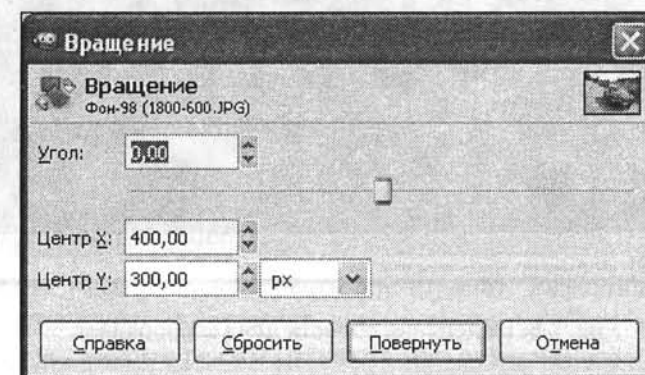 Вращение
Вращение
Фон-98 (1800-600.JPG)
Угол: 0,00
Центр X: 400,00
Центр Y: 300,00 px
Справка Сбросить Повернуть Отмена